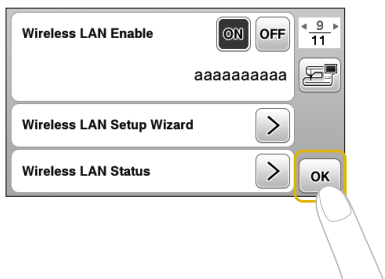 Wireless LAN Enable
ON OFF
9
11
aaaaaaaaaa
Wireless LAN Setup Wizard
Wireless LAN Status
OK